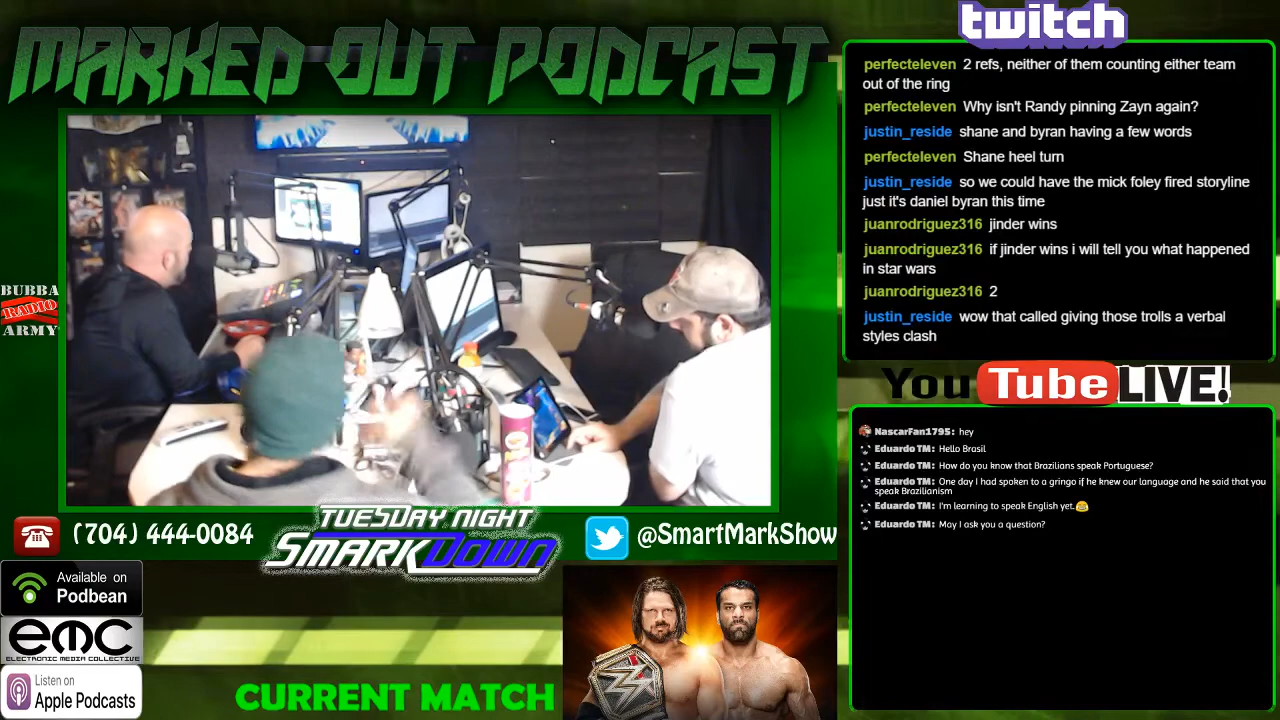 MARKED OUT PODCAST
twitch
perfecteleven 2 refs, neither of them counting either team
out of the ring
perfecteleven Why isn't Randy pinning Zayn again?
justin_reside shane and byran having a few words
perfecteleven Shane heel turn
justin_reside so we could have the mick foley fired storyline
just it's daniel byran this time
juanrodriguez316 jinder wins
juanrodriguez316 if jinder wins i will tell you what happened
in star wars
juanrodriguez316 2
justin_reside wow that called giving those trolls a verbal
styles clash
BUBBA
RADIO
ARMY
YouTube LIVE!
NascarFan1795: hey
Eduardo TM: Hello Brasil
Eduardo TM: How do you know that Brazilians speak Portuguese?
Eduardo TM: One day I had spoken to a gringo if he knew our language and he said that you
speak Brazilianism
Eduardo TM: I'm learning to speak English yet.😂
Eduardo TM: May I ask you a question?
Pringles
(704) 444-0084
TUESDAY NIGHT
SMARKDOWN
@SmartMarkShow
Available on
Podbean
emc
ELECTRONIC MEDIA COLLECTIVE
Listen on
Apple Podcasts
CURRENT MATCH